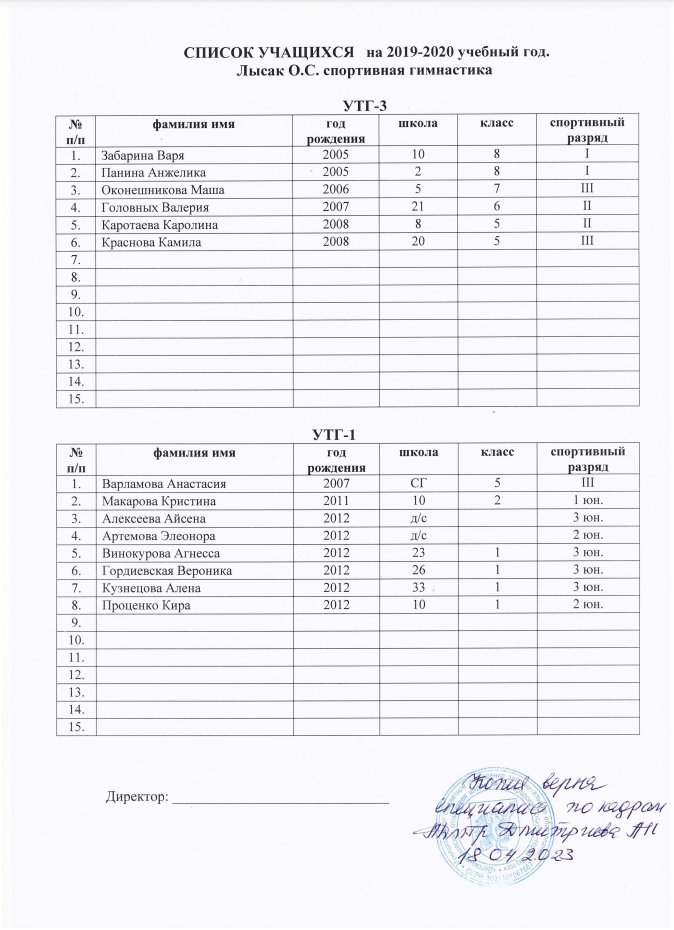 СПИСОК УЧАЩИХСЯ на 2019-2020 учебный год.
Лысак О.С. спортивная гимнастика
УТГ-3
№ п/п фамилия имя год рождения школа класс спортивный разряд
1. Забарина Варя 2005 10 8 I
2. Панина Анжелика 2005 2 8 I
3. Оконешникова Маша 2006 5 7 III
4. Головных Валерия 2007 21 6 II
5. Каротаева Каролина 2008 8 5 II
6. Краснова Камила 2008 20 5 III
7.
8.
9.
10.
11.
12.
13.
14.
15.
УТГ-1
№ п/п фамилия имя год рождения школа класс спортивный разряд
1. Варламова Анастасия 2007 СГ 5 III
2. Макарова Кристина 2011 10 2 1 юн.
3. Алексеева Айсена 2012 д/с 3 юн.
4. Артемова Элеонора 2012 д/с 2 юн.
5. Винокурова Агнесса 2012 23 1 3 юн.
6. Гордиевская Вероника 2012 26 1 3 юн.
7. Кузнецова Алена 2012 33 1 3 юн.
8. Проценко Кира 2012 10 1 2 юн.
9.
10.
11.
12.
13.
14.
15.
Директор:
Копия верна
специалист по кадрам
Дмитриева АП
18 04 2023